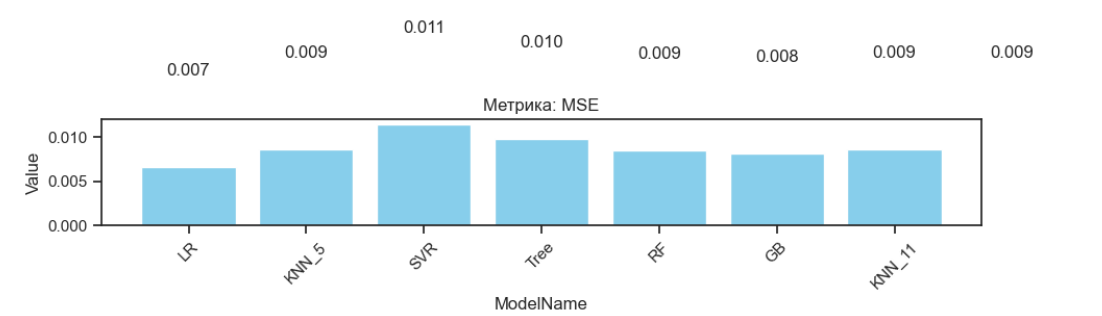 0.011
0.010
0.009
0.009
0.009
0.009
0.008
0.007
Метрика: MSE
Value
0.010
0.005
0.000
LR
KNN_5
SVR
Tree
RF
GB
KNN_11
ModelName